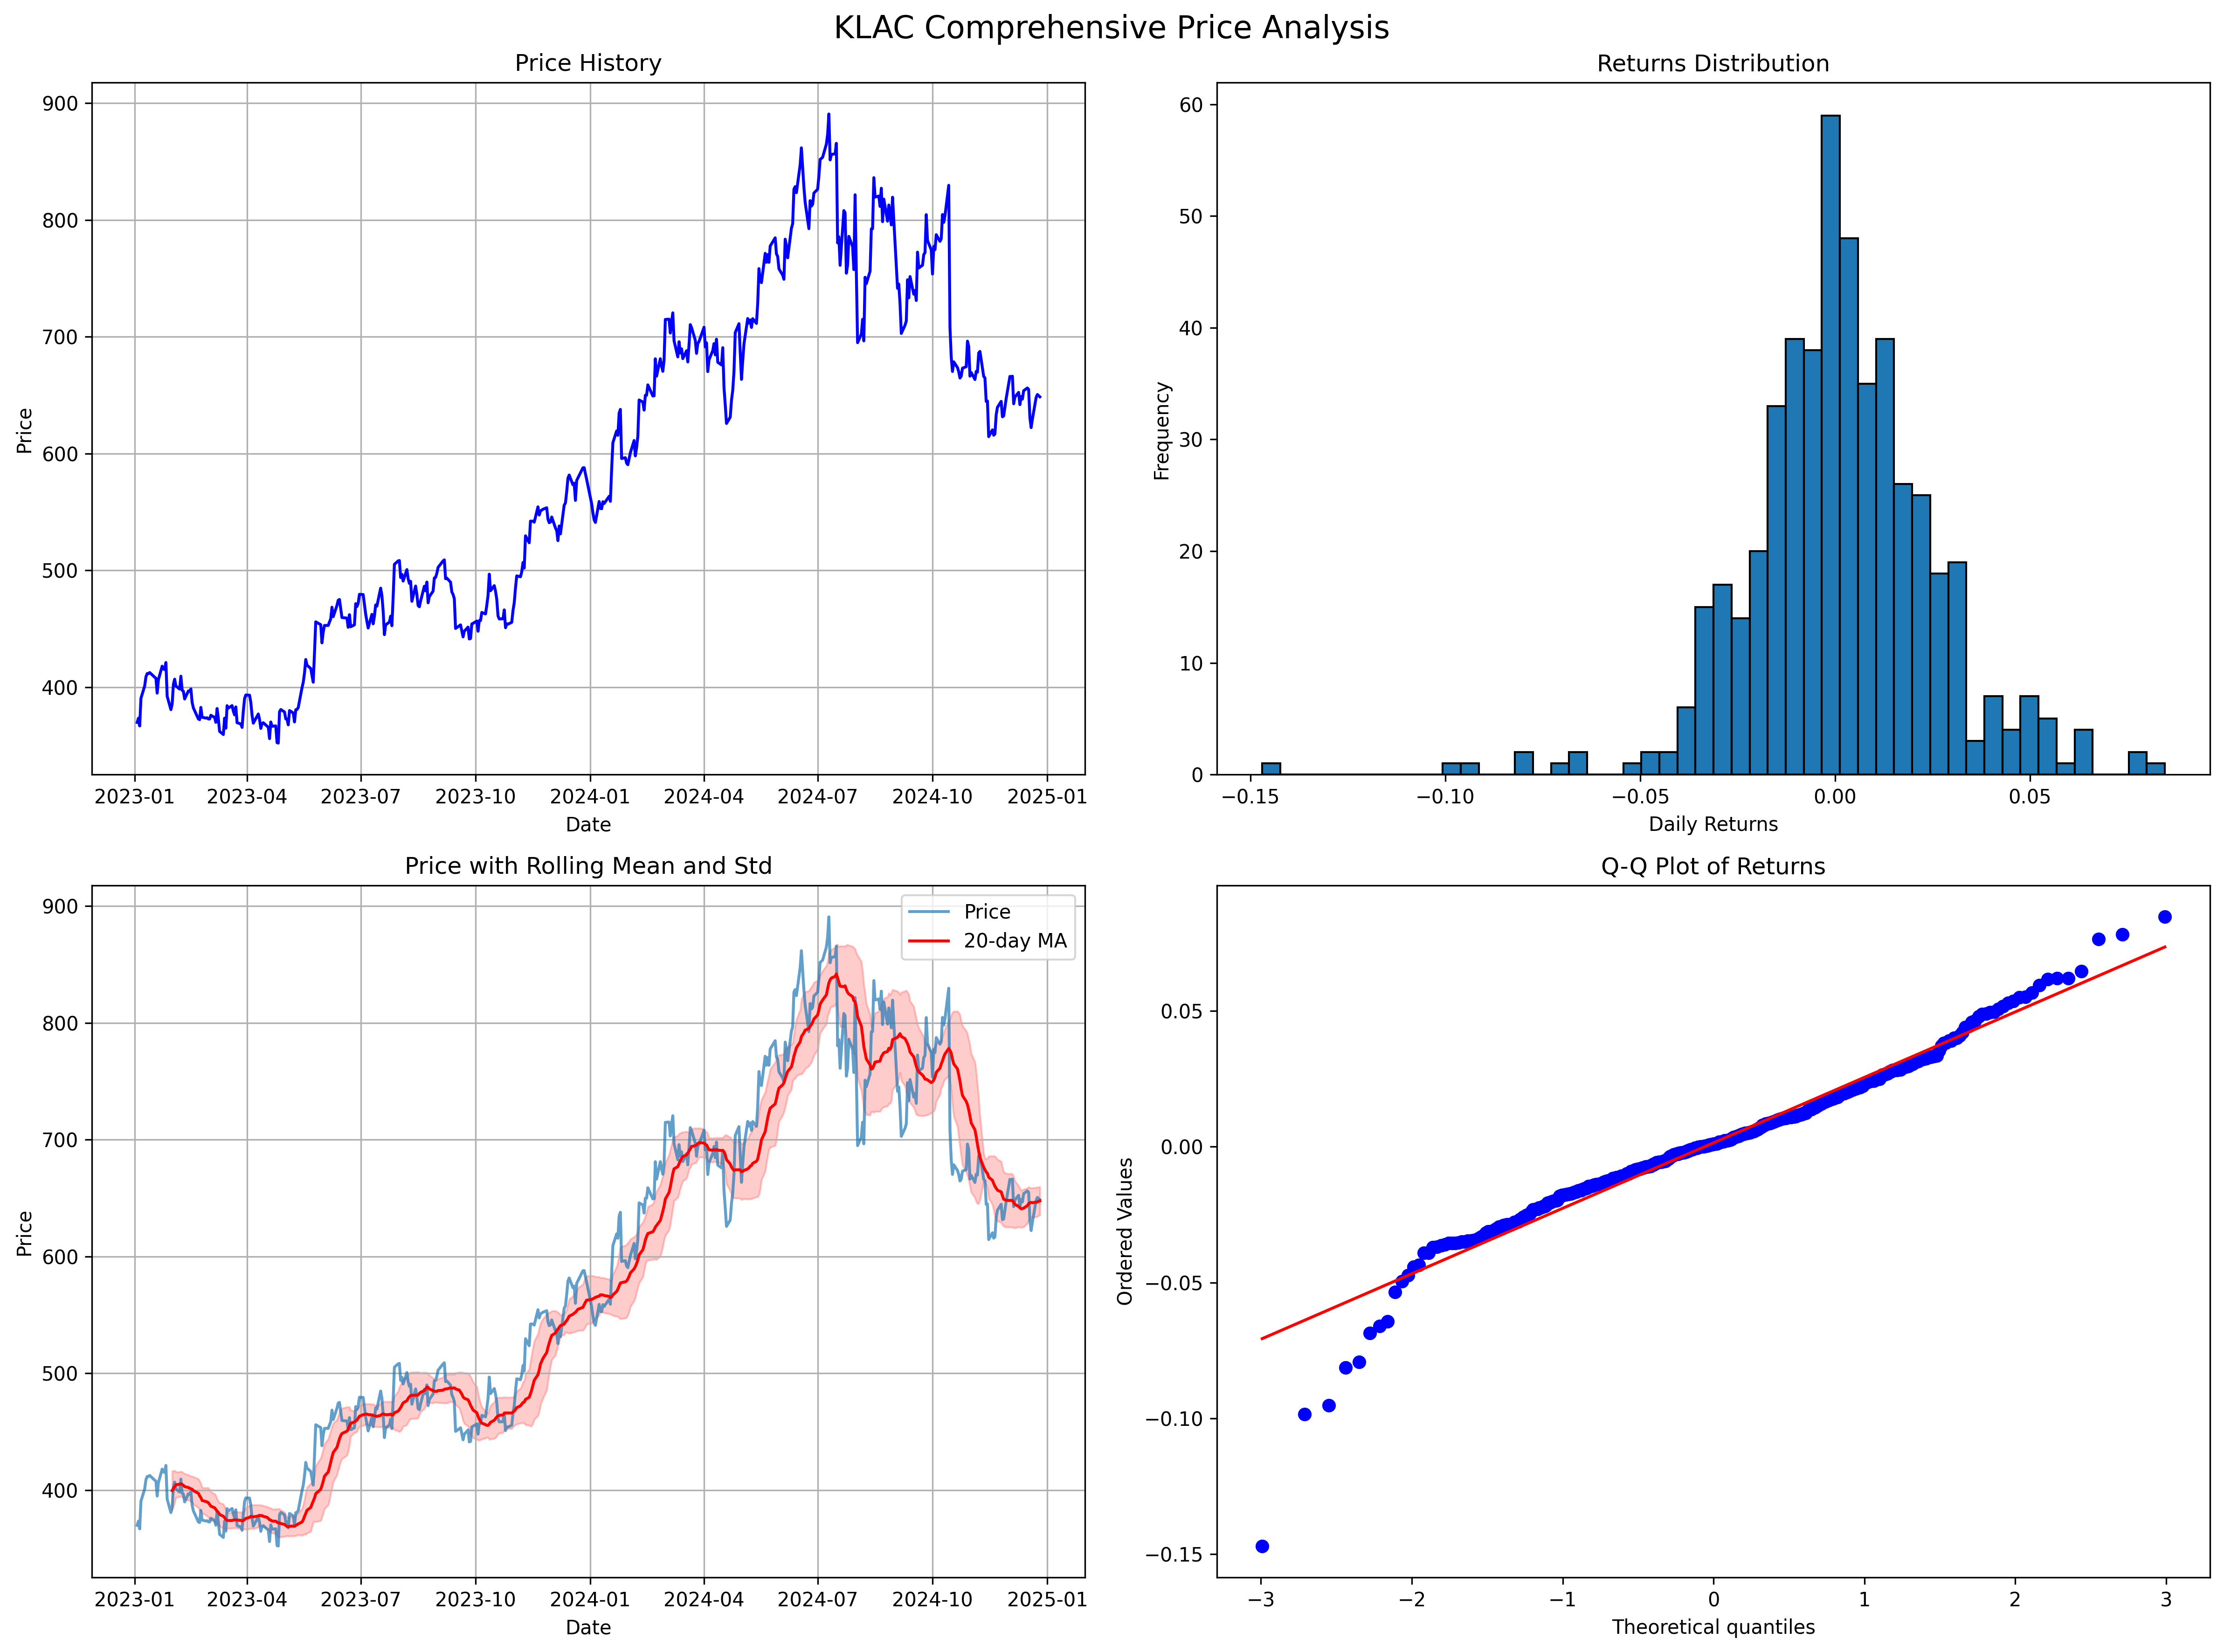 KLAC Comprehensive Price Analysis
Price History
900
800
700
600
500
400
Price
2023-01 2023-04 2023-07 2023-10 2024-01 2024-04 2024-07 2024-10 2025-01
Date
Returns Distribution
60
50
40
30
20
10
0
Frequency
−0.15 −0.10 −0.05 0.00 0.05
Daily Returns
Price with Rolling Mean and Std
900
800
700
600
500
400
Price
Price
20-day MA
2023-01 2023-04 2023-07 2023-10 2024-01 2024-04 2024-07 2024-10 2025-01
Date
Q-Q Plot of Returns
0.05
0.00
−0.05
−0.10
−0.15
Ordered Values
−3 −2 −1 0 1 2 3
Theoretical quantiles